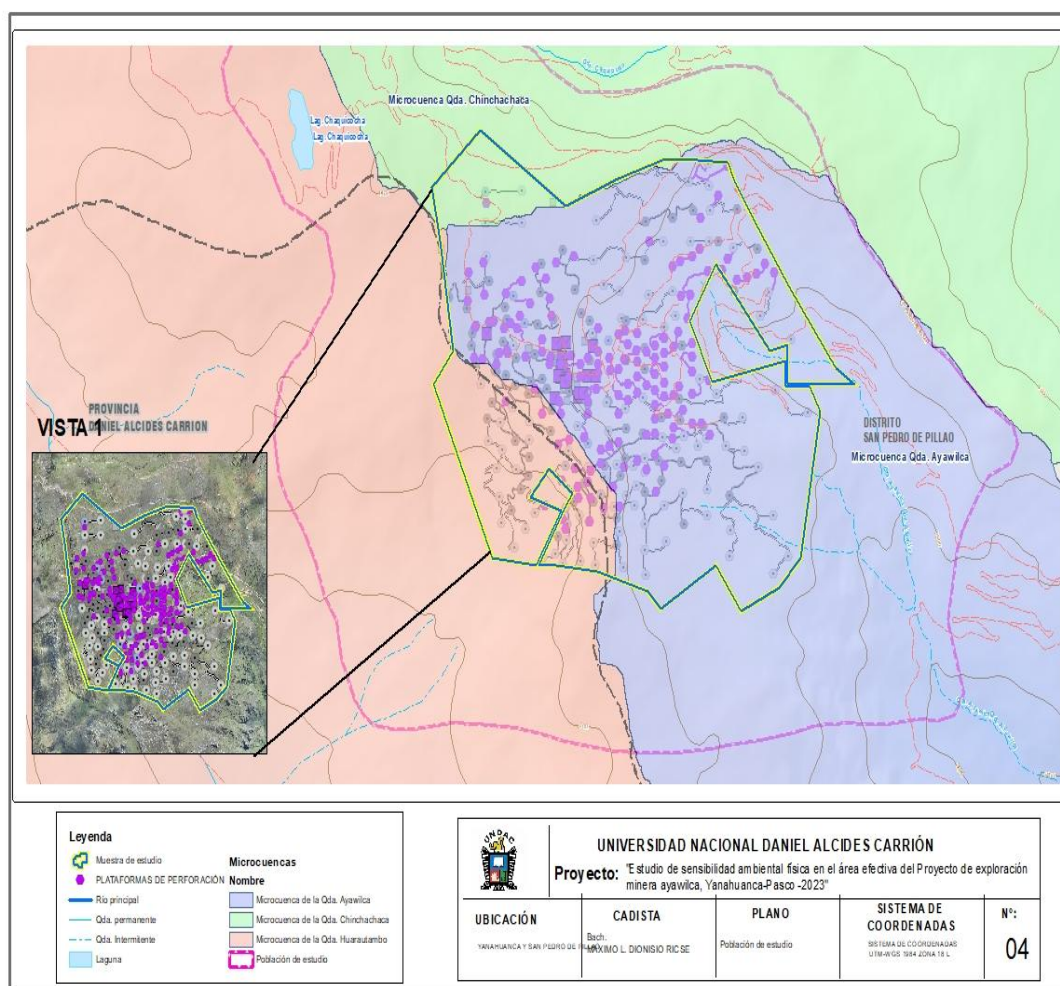 Microcuenca Qda. Chinchachaca
Lag. Chaquicocha
Lag. Chaquicocha
PROVINCIA
DANIEL ALCIDES CARRION
VISTA 1
DISTRITO
SAN PEDRO DE PILLAO
Microcuenca Qda. Ayawilca
Leyenda
Muestra de estudio
PLATAFORMAS DE PERFORACIÓN
Río principal
Qda. permanente
Qda. Intermitente
Laguna
Microcuencas
Nombre
Microcuenca de la Qda. Ayawilca
Microcuenca de la Qda. Chinchachaca
Microcuenca de la Qda. Huarautambo
Población de estudio
UNDAC
UNIVERSIDAD NACIONAL DANIEL ALCIDES CARRIÓN
Proyecto: "Estudio de sensibilidad ambiental física en el área efectiva del Proyecto de exploración
minera ayawilca, Yanahuanca-Pasco -2023"
UBICACIÓN
YANAHUANCA Y SAN PEDRO DE
CADISTA
Bach.
MAXIMO L. DIONISIO RICSE
PLANO
Población de estudio
SISTEMA DE
COORDENADAS
SISTEMA DE COORDENADAS
UTM-WGS 1984 ZONA 18 L
N°:
04